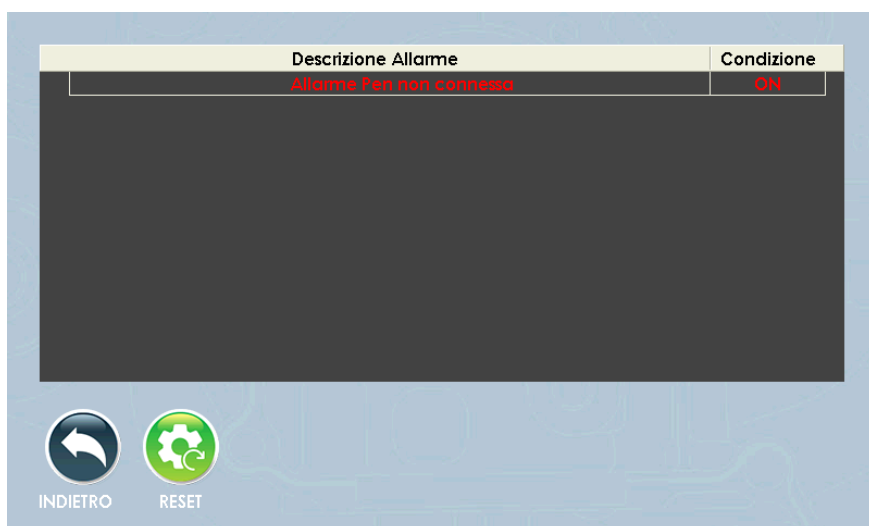 Descrizione Allarme Condizione
Allarme Pen non connessa ON
INDIETRO RESET